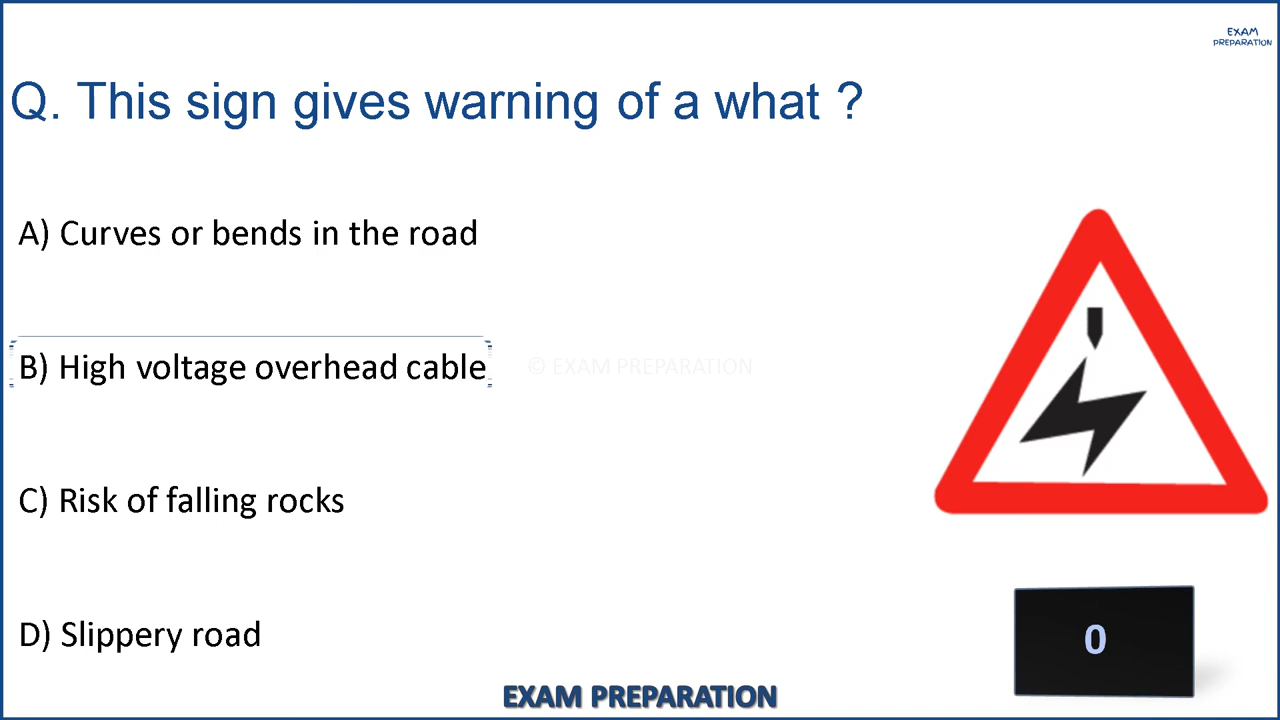 EXAM
PREPARATION
Q. This sign gives warning of a what ?
A) Curves or bends in the road
B) High voltage overhead cable
© EXAM PREPARATION
C) Risk of falling rocks
D) Slippery road
0
EXAM PREPARATION